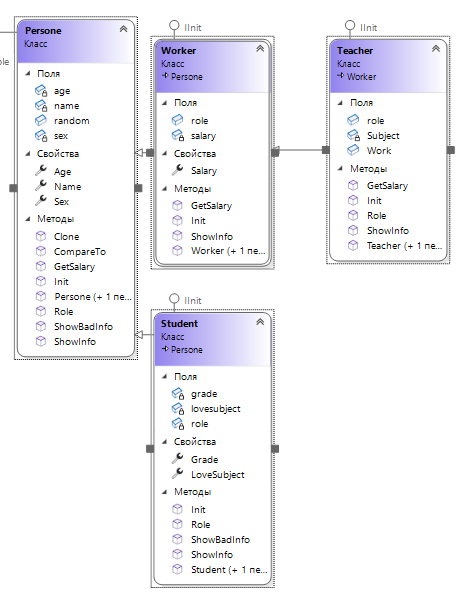 ble
Persone
Класс
Поля
age
name
random
sex
Свойства
Age
Name
Sex
Методы
Clone
CompareTo
GetSalary
Init
Persone (+ 1 пе...
Role
ShowBadInfo
ShowInfo
IInit
Worker
Класс
Persone
Поля
role
salary
Свойства
Salary
Методы
GetSalary
Init
ShowInfo
Worker (+ 1 пе...
IInit
Teacher
Класс
Worker
Поля
role
Subject
Work
Методы
GetSalary
Init
Role
ShowInfo
Teacher (+ 1 пе...
IInit
Student
Класс
Persone
Поля
grade
lovesubject
role
Свойства
Grade
LoveSubject
Методы
Init
Role
ShowBadInfo
ShowInfo
Student (+ 1 пе...